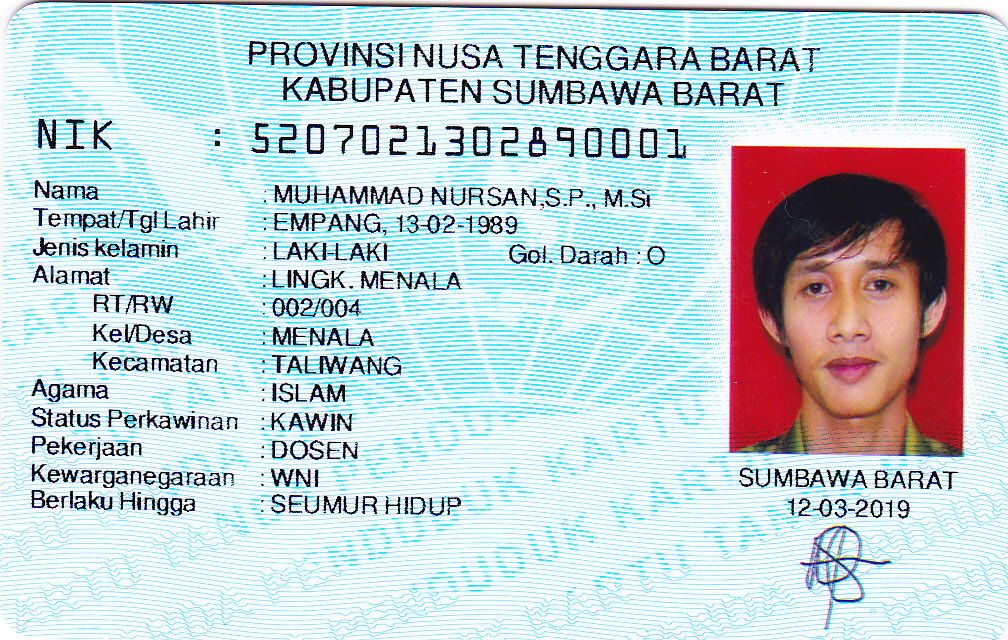 PROVINSI NUSA TENGGARA BARAT
KABUPATEN SUMBAWA BARAT
NIK : 5207021302890001
Nama : MUHAMMAD NURSAN,S.P., M.Si
Tempat/Tgl Lahir : EMPANG, 13-02-1989
Jenis kelamin : LAKI-LAKI Gol. Darah : O
Alamat : LINGK. MENALA
RT/RW : 002/004
Kel/Desa : MENALA
Kecamatan : TALIWANG
Agama : ISLAM
Status Perkawinan : KAWIN
Pekerjaan : DOSEN
Kewarganegaraan : WNI
Berlaku Hingga : SEUMUR HIDUP
SUMBAWA BARAT
12-03-2019